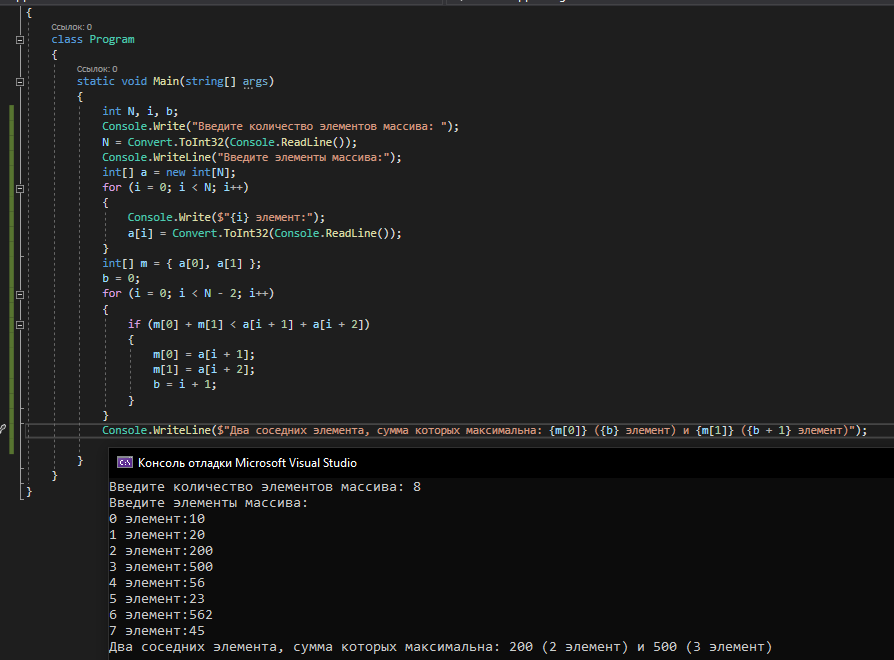 {
Ссылок: 0
class Program
{
Ссылок: 0
static void Main(string[] args)
{
int N, i, b;
Console.Write("Введите количество элементов массива: ");
N = Convert.ToInt32(Console.ReadLine());
Console.WriteLine("Введите элементы массива:");
int[] a = new int[N];
for (i = 0; i < N; i++)
{
Console.Write($"{i} элемент:");
a[i] = Convert.ToInt32(Console.ReadLine());
}
int[] m = { a[0], a[1] };
b = 0;
for (i = 0; i < N - 2; i++)
{
if (m[0] + m[1] < a[i + 1] + a[i + 2])
{
m[0] = a[i + 1];
m[1] = a[i + 2];
b = i + 1;
}
}
Console.WriteLine($"Два соседних элемента, сумма которых максимальна: {m[0]} ({b} элемент) и {m[1]} ({b + 1} элемент)");
}
}
}
Консоль отладки Microsoft Visual Studio
Введите количество элементов массива: 8
Введите элементы массива:
0 элемент:10
1 элемент:20
2 элемент:200
3 элемент:500
4 элемент:56
5 элемент:23
6 элемент:562
7 элемент:45
Два соседних элемента, сумма которых максимальна: 200 (2 элемент) и 500 (3 элемент)